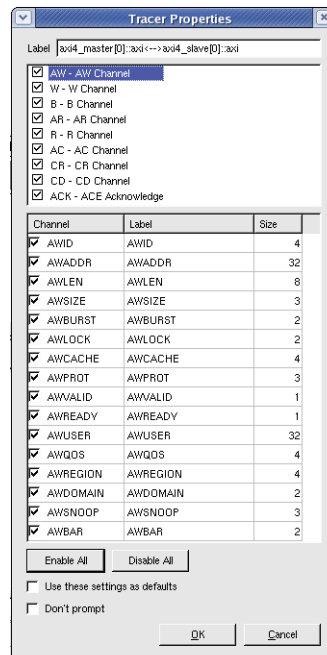 Tracer Properties
Label axi4_master[0]::axi<-->axi4_slave[0]::axi
AW - AW Channel
W - W Channel
B - B Channel
AR - AR Channel
R - R Channel
AC - AC Channel
CR - CR Channel
CD - CD Channel
ACK - ACE Acknowledge
Channel Label Size
AWID AWID 4
AWADDR AWADDR 32
AWLEN AWLEN 8
AWSIZE AWSIZE 3
AWBURST AWBURST 2
AWLOCK AWLOCK 2
AWCACHE AWCACHE 4
AWPROT AWPROT 3
AWVALID AWVALID 1
AWREADY AWREADY 1
AWUSER AWUSER 32
AWQOS AWQOS 4
AWREGION AWREGION 4
AWDOMAIN AWDOMAIN 2
AWSNOOP AWSNOOP 3
AWBAR AWBAR 2
Enable All Disable All
Use these settings as defaults
Don't prompt
OK Cancel